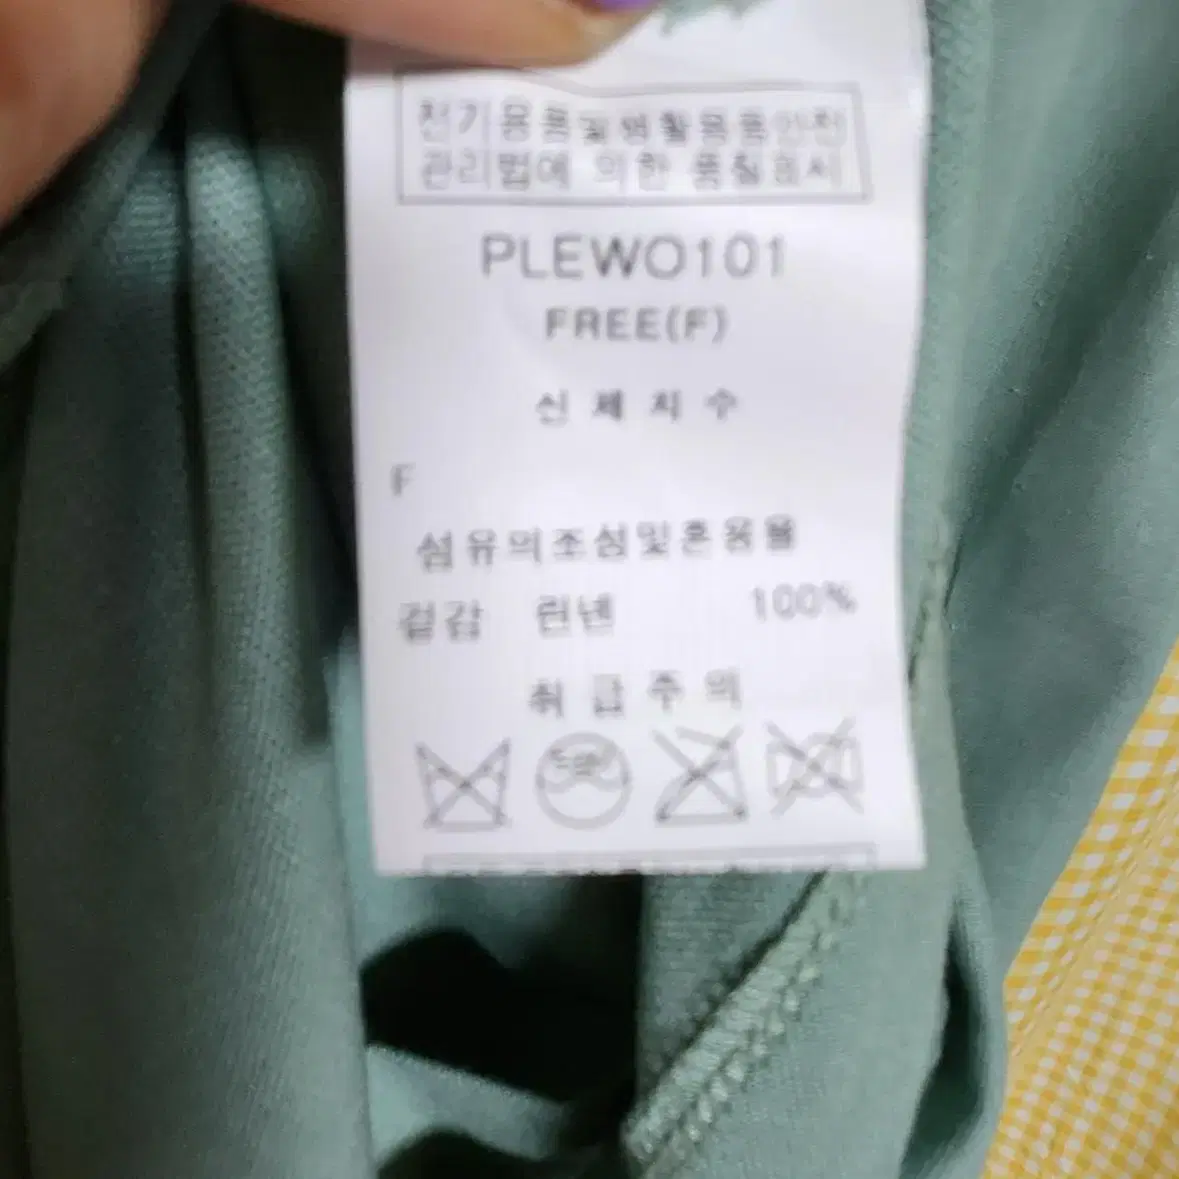 전기용품및생활용품안전
관리법에 의한 품질표시
PLEWO101
FREE(F)
신 체 치 수
F
섬유의조성및혼용율
겉감 린넨 100%
취 급 주 의